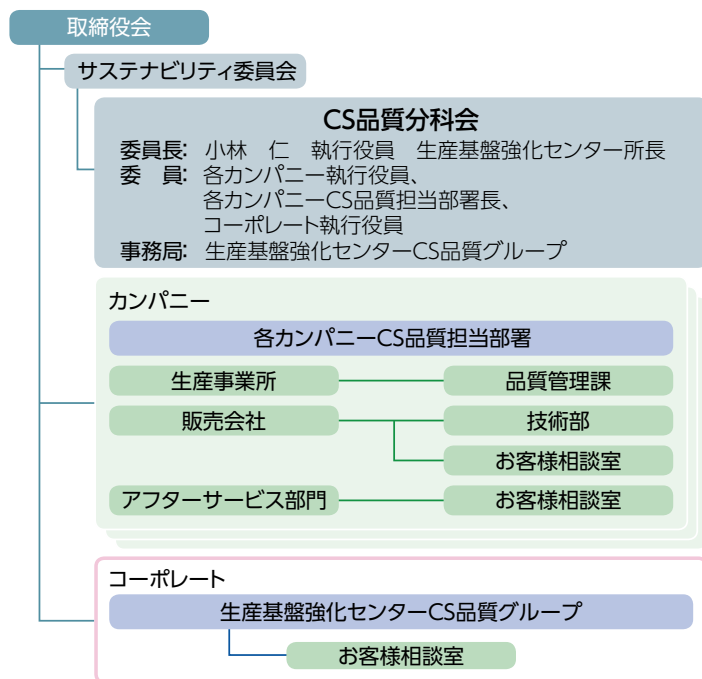 取締役会
サステナビリティ委員会
CS品質分科会
委員長: 小林 仁 執行役員 生産基盤強化センター所長
委 員: 各カンパニー執行役員、
各カンパニーCS品質担当部署長、
コーポレート執行役員
事務局: 生産基盤強化センターCS品質グループ
カンパニー
各カンパニーCS品質担当部署
生産事業所 品質管理課
販売会社 技術部
お客様相談室
アフターサービス部門 お客様相談室
コーポレート
生産基盤強化センターCS品質グループ
お客様相談室